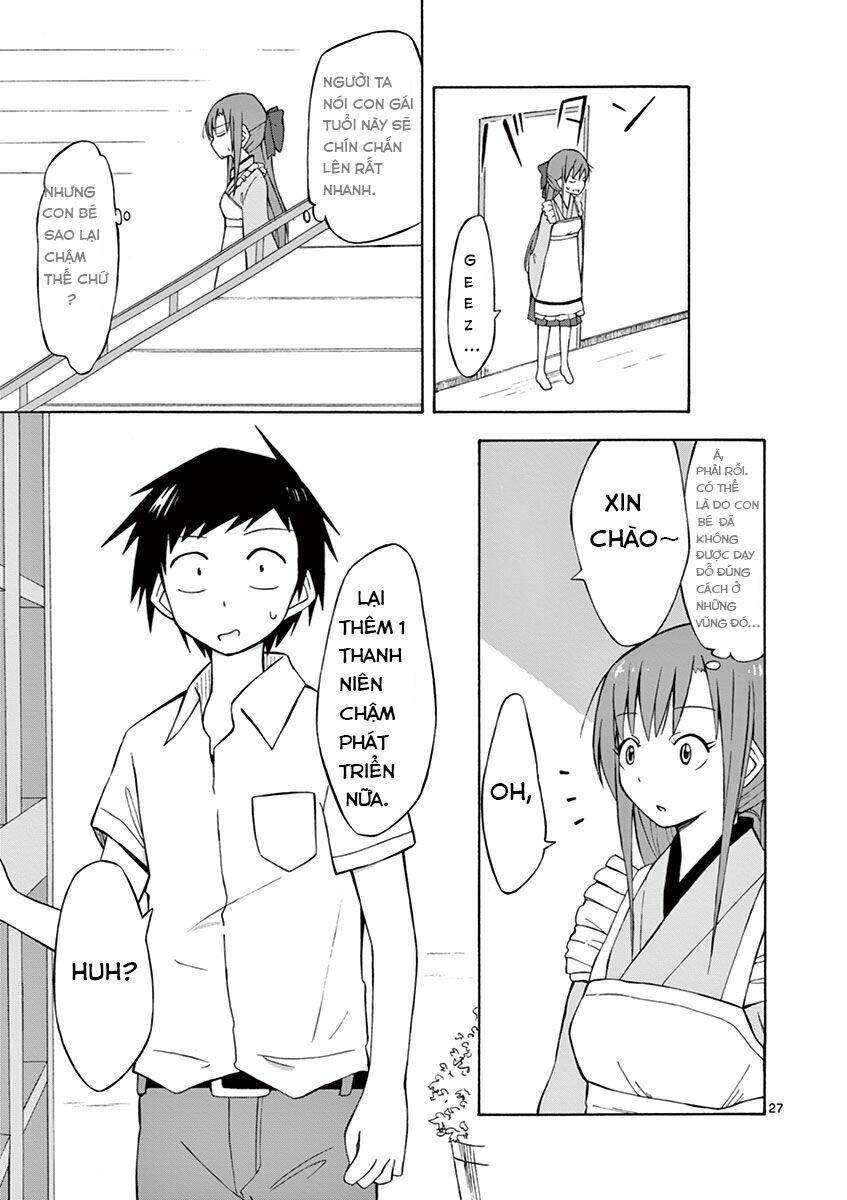 GEEZ...
NGƯỜI TA
NÓI CON GÁI
TUỔI NÀY SẼ
CHÍN CHẮN
LÊN RẤT
NHANH.
NHƯNG
CON BÉ
SAO LẠI
CHẬM
THẾ CHỨ
?
À,
PHẢI RỒI.
CÓ THỂ
LÀ DO CON
BÉ ĐÃ
KHÔNG
ĐƯỢC DẠY
DỖ ĐÚNG
CÁCH Ở
NHỮNG
VÙNG ĐÓ...
XIN
CHÀO~
OH,
LẠI
THÊM 1
THANH
NIÊN
CHẬM
PHÁT
TRIỂN
NỮA.
HUH?
27